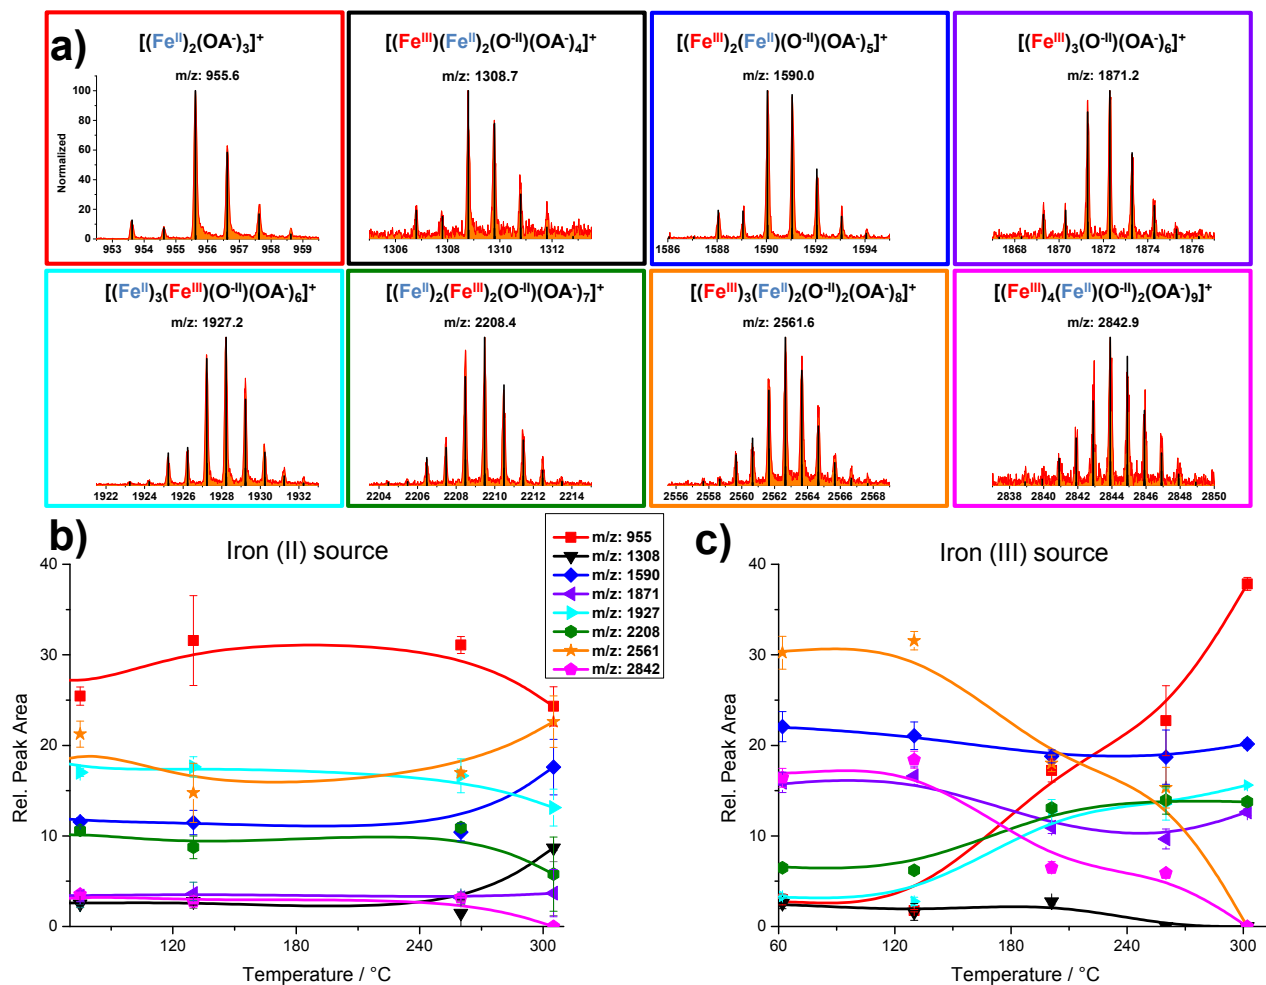 a)
[(Feᴵᴵ)₂(OA⁻)₃]⁺
m/z: 955.6
Normalized
100
80
60
40
20
0
953 954 955 956 957 958 959
[(Feᴵᴵᴵ)(Feᴵᴵ)₂(O⁻ᴵᴵ)(OA⁻)₄]⁺
m/z: 1308.7
1306 1308 1310 1312
[(Feᴵᴵᴵ)₂(Feᴵᴵ)(O⁻ᴵᴵ)(OA⁻)₅]⁺
m/z: 1590.0
1586 1588 1590 1592 1594
[(Feᴵᴵᴵ)₃(O⁻ᴵᴵ)(OA⁻)₆]⁺
m/z: 1871.2
1868 1870 1872 1874 1876
[(Feᴵᴵ)₃(Feᴵᴵᴵ)(O⁻ᴵᴵ)(OA⁻)₆]⁺
m/z: 1927.2
1922 1924 1926 1928 1930 1932
[(Feᴵᴵ)₂(Feᴵᴵᴵ)₂(O⁻ᴵᴵ)(OA⁻)₇]⁺
m/z: 2208.4
2204 2206 2208 2210 2212 2214
[(Feᴵᴵᴵ)₃(Feᴵᴵ)₂(O⁻ᴵᴵ)₂(OA⁻)₈]⁺
m/z: 2561.6
2556 2558 2560 2562 2564 2566 2568
[(Feᴵᴵᴵ)₄(Feᴵᴵ)(O⁻ᴵᴵ)₂(OA⁻)₉]⁺
m/z: 2842.9
2838 2840 2842 2844 2846 2848 2850
b)
Iron (II) source
Rel. Peak Area
40
30
20
10
0
120 180 240 300
Temperature / °C
m/z: 955
m/z: 1308
m/z: 1590
m/z: 1871
m/z: 1927
m/z: 2208
m/z: 2561
m/z: 2842
c)
Iron (III) source
Rel. Peak Area
40
30
20
10
0
60 120 180 240 300
Temperature / °C